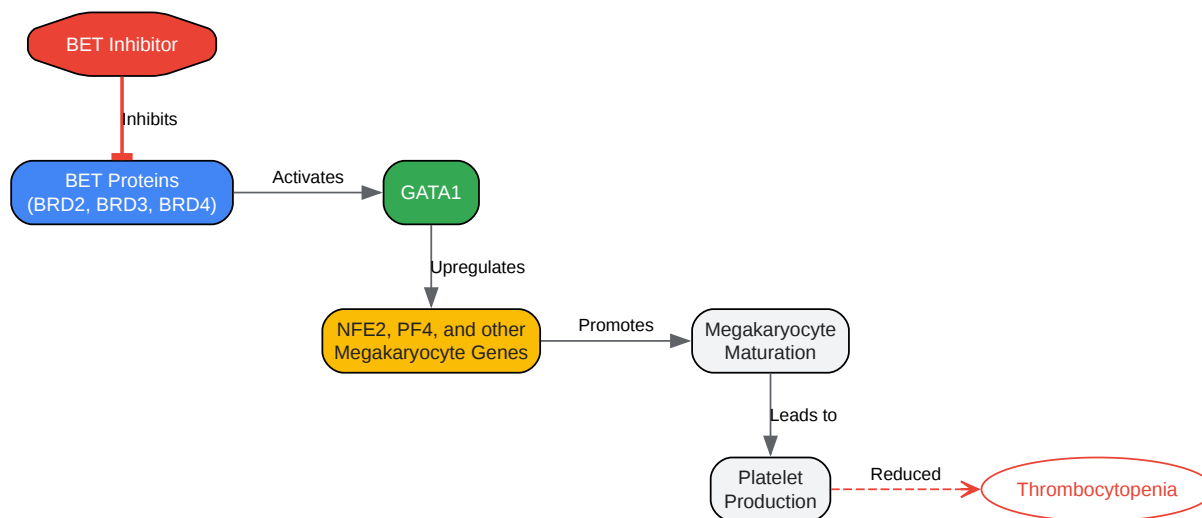 BET Inhibitor
Inhibits
BET Proteins
(BRD2, BRD3, BRD4)
Activates
GATA1
Upregulates
NFE2, PF4, and other
Megakaryocyte Genes
Promotes
Megakaryocyte
Maturation
Leads to
Platelet
Production
Reduced
Thrombocytopenia